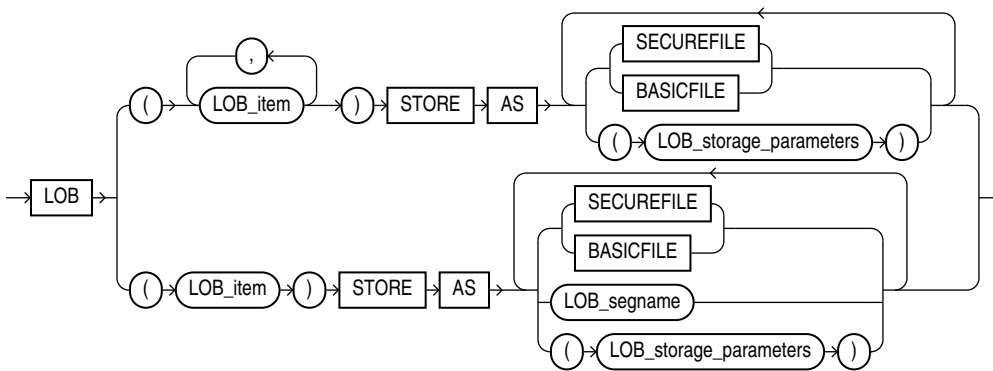 ,
SECUREFILE
BASICFILE
( LOB_item ) STORE AS
( LOB_storage_parameters )
LOB
SECUREFILE
BASICFILE
( LOB_item ) STORE AS
LOB_segname
( LOB_storage_parameters )